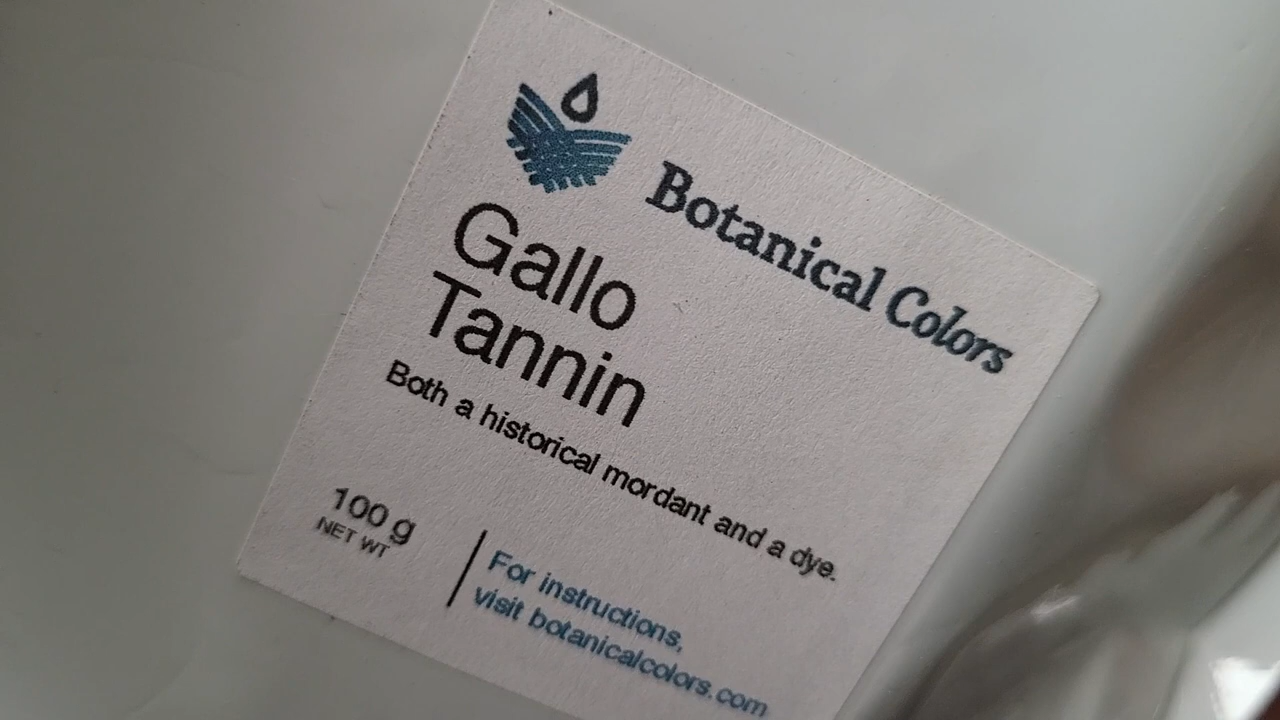 Botanical Colors
Gallo
Tannin
Both a historical mordant and a dye.
100 g
NET WT
For instructions,
visit botanicalcolors.com